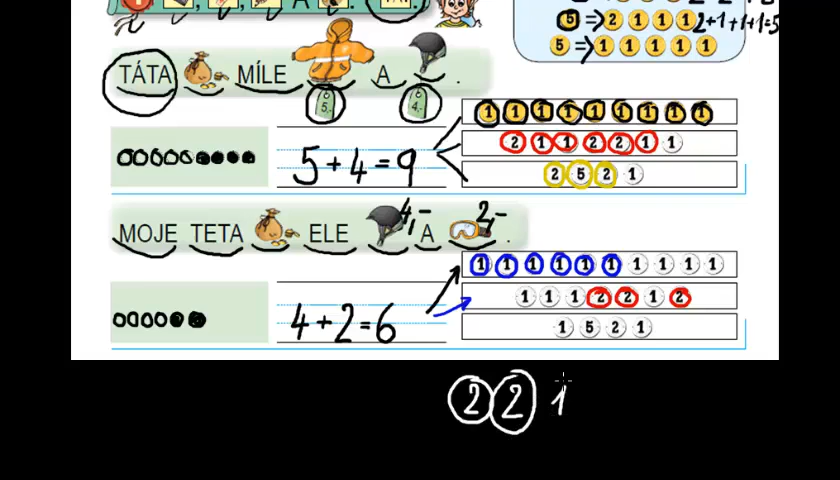 A
5 ⇒ 2 1 1 1 2+1+1+1=5
5 ⇒ 1 1 1 1 1
TÁTA MÍLE A .
5,- 4,-
1 1 1 1 1 1 1 1 1
2 1 1 2 2 1 1
5+4=9
2 5 2 1
4,- 2,-
MOJE TETA ELE A .
1 1 1 1 1 1 1 1 1 1
1 1 1 2 2 1 2
4+2=6
1 5 2 1
2 2 1